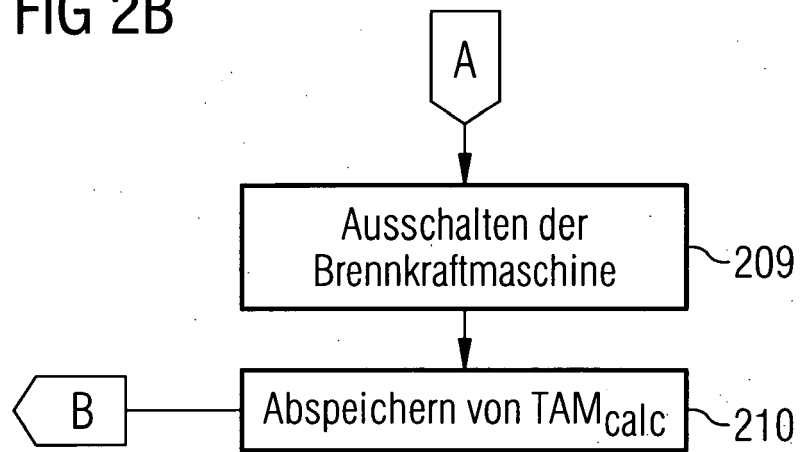 FIG 2B
A
Ausschalten der
Brennkraftmaschine
209
B
Abspeichern von TAMcalc
210